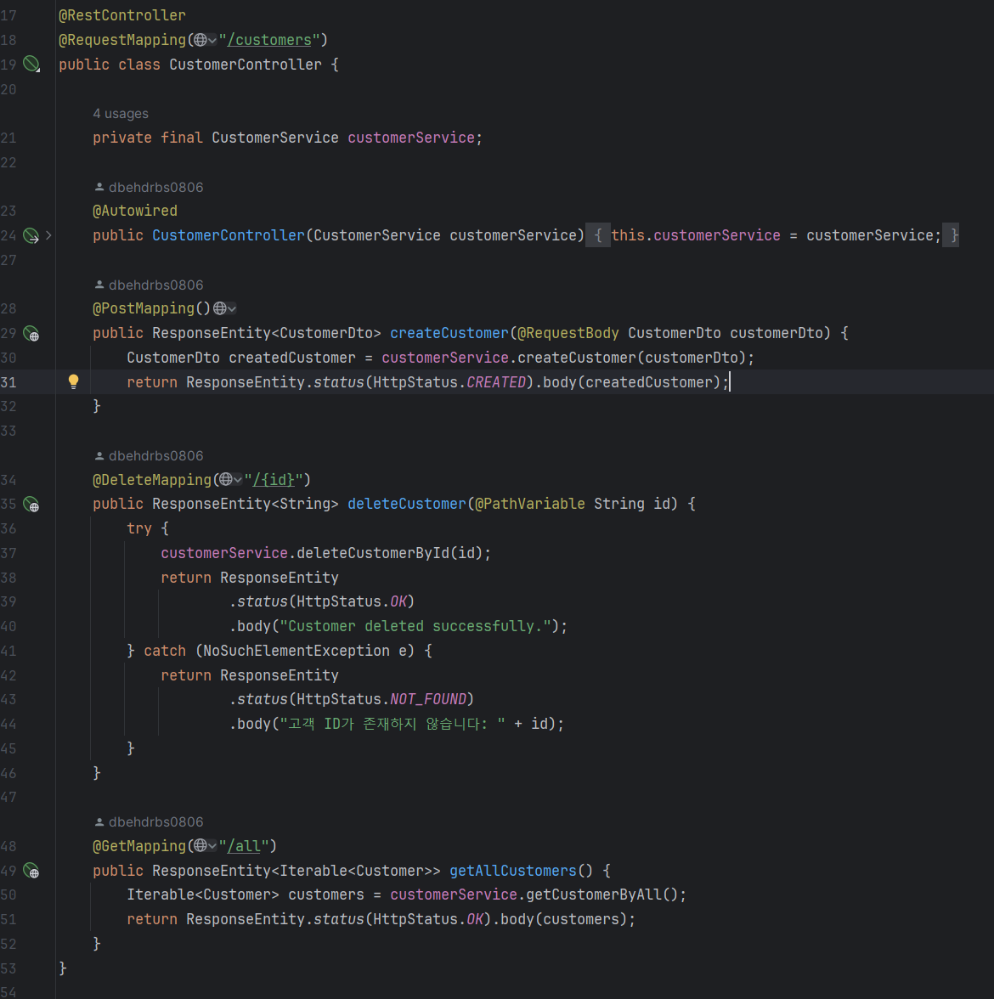 17 @RestController
18 @RequestMapping("/customers")
19 public class CustomerController {
20
4 usages
21 private final CustomerService customerService;
22
dbehdrbs0806
23 @Autowired
24 public CustomerController(CustomerService customerService) { this.customerService = customerService; }
27
dbehdrbs0806
28 @PostMapping()
29 public ResponseEntity<CustomerDto> createCustomer(@RequestBody CustomerDto customerDto) {
30 CustomerDto createdCustomer = customerService.createCustomer(customerDto);
31 return ResponseEntity.status(HttpStatus.CREATED).body(createdCustomer);
32 }
33
dbehdrbs0806
34 @DeleteMapping("/{id}")
35 public ResponseEntity<String> deleteCustomer(@PathVariable String id) {
36 try {
37 customerService.deleteCustomerById(id);
38 return ResponseEntity
39 .status(HttpStatus.OK)
40 .body("Customer deleted successfully.");
41 } catch (NoSuchElementException e) {
42 return ResponseEntity
43 .status(HttpStatus.NOT_FOUND)
44 .body("고객 ID가 존재하지 않습니다: " + id);
45 }
46 }
47
dbehdrbs0806
48 @GetMapping("/all")
49 public ResponseEntity<Iterable<Customer>> getAllCustomers() {
50 Iterable<Customer> customers = customerService.getCustomerByAll();
51 return ResponseEntity.status(HttpStatus.OK).body(customers);
52 }
53 }
54